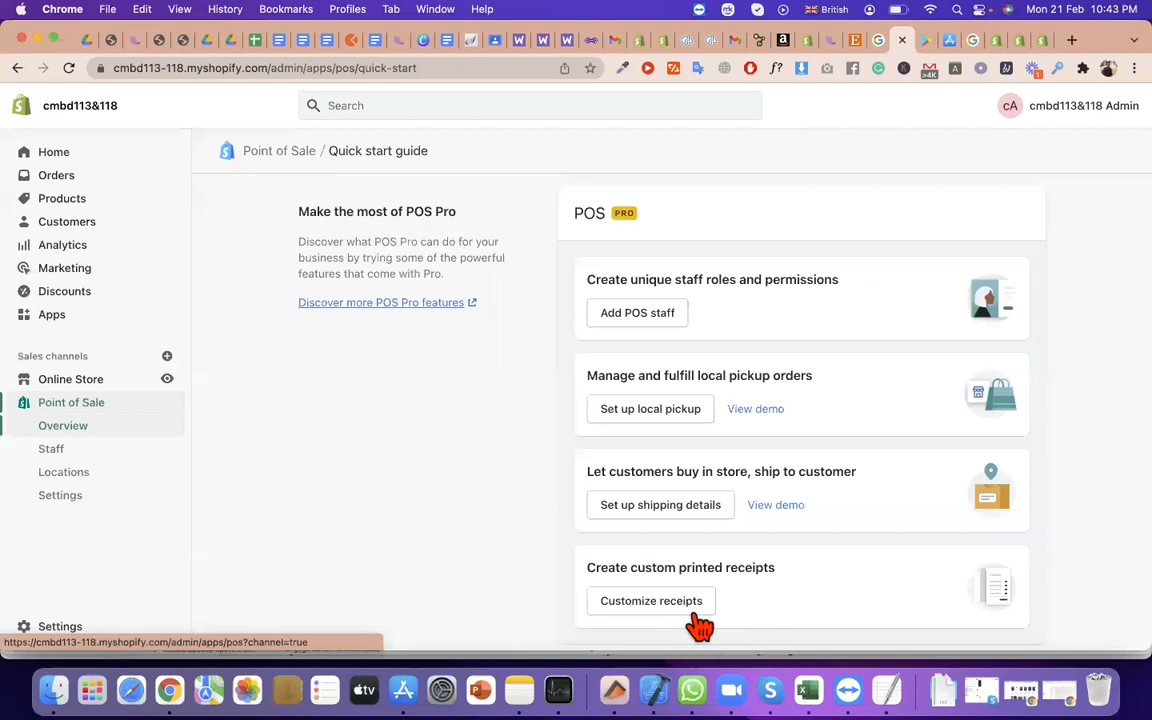 Chrome File Edit View History Bookmarks Profiles Tab Window Help British Mon 21 Feb 10:43 PM
cmbd113-118.myshopify.com/admin/apps/pos/quick-start
cmbd113&118
Search
cA cmbd113&118 Admin
Home
Orders
Products
Customers
Analytics
Marketing
Discounts
Apps
Sales channels
Online Store
Point of Sale
Overview
Staff
Locations
Settings
Settings
https://cmbd113-118.myshopify.com/admin/apps/pos?channel=true
Point of Sale / Quick start guide
Make the most of POS Pro
Discover what POS Pro can do for your
business by trying some of the powerful
features that come with Pro.
Discover more POS Pro features
POS PRO
Create unique staff roles and permissions
Add POS staff
Manage and fulfill local pickup orders
Set up local pickup View demo
Let customers buy in store, ship to customer
Set up shipping details View demo
Create custom printed receipts
Customize receipts
tv